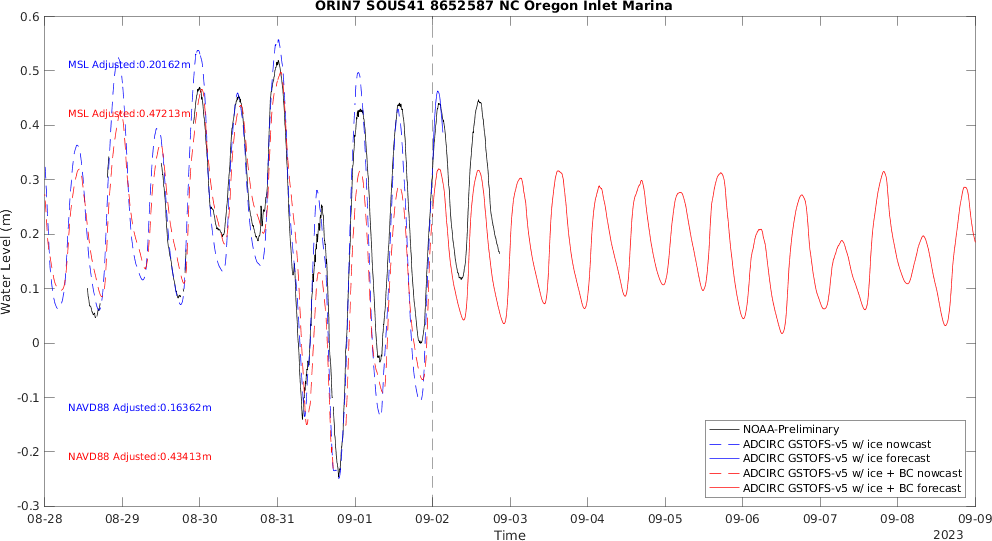 ORIN7 SOUS41 8652587 NC Oregon Inlet Marina
0.6
0.5
0.4
0.3
0.2
0.1
0
-0.1
-0.2
-0.3
Water Level (m)
MSL Adjusted:0.20162m
MSL Adjusted:0.47213m
NAVD88 Adjusted:0.16362m
NAVD88 Adjusted:0.43413m
NOAA-Preliminary
ADCIRC GSTOFS-v5 w/ ice nowcast
ADCIRC GSTOFS-v5 w/ ice forecast
ADCIRC GSTOFS-v5 w/ ice + BC nowcast
ADCIRC GSTOFS-v5 w/ ice + BC forecast
08-28 08-29 08-30 08-31 09-01 09-02 09-03 09-04 09-05 09-06 09-07 09-08 09-09
Time
2023